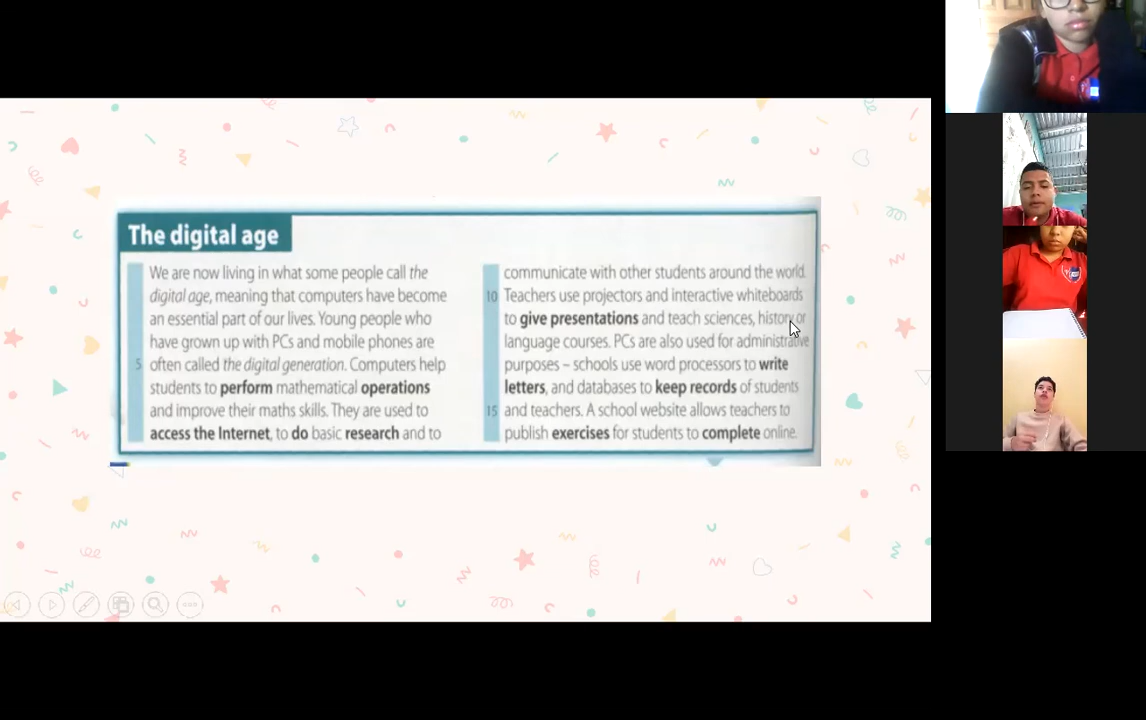 The digital age
We are now living in what some people call the
digital age, meaning that computers have become
an essential part of our lives. Young people who
have grown up with PCs and mobile phones are
5 often called the digital generation. Computers help
students to perform mathematical operations
and improve their maths skills. They are used to
access the Internet, to do basic research and to
communicate with other students around the world.
10 Teachers use projectors and interactive whiteboards
to give presentations and teach sciences, history or
language courses. PCs are also used for administrative
purposes – schools use word processors to write
letters, and databases to keep records of students
15 and teachers. A school website allows teachers to
publish exercises for students to complete online.